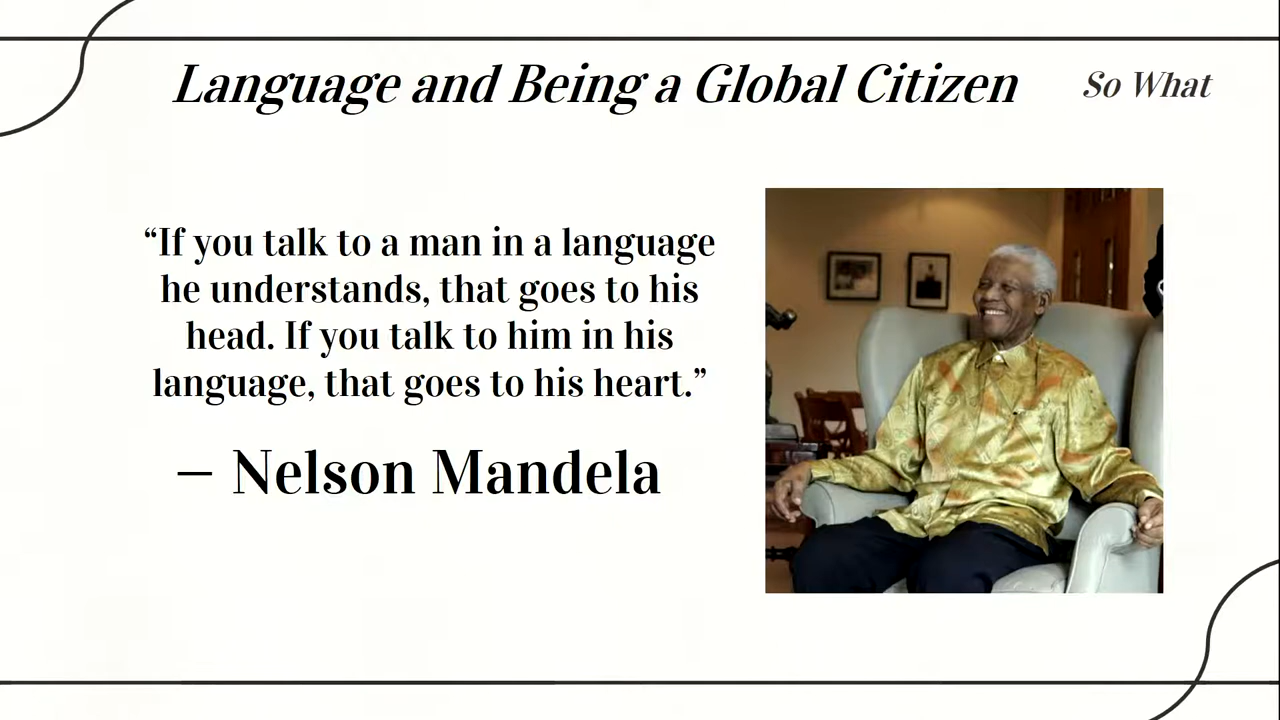 Language and Being a Global Citizen
So What
“If you talk to a man in a language
he understands, that goes to his
head. If you talk to him in his
language, that goes to his heart.”
– Nelson Mandela